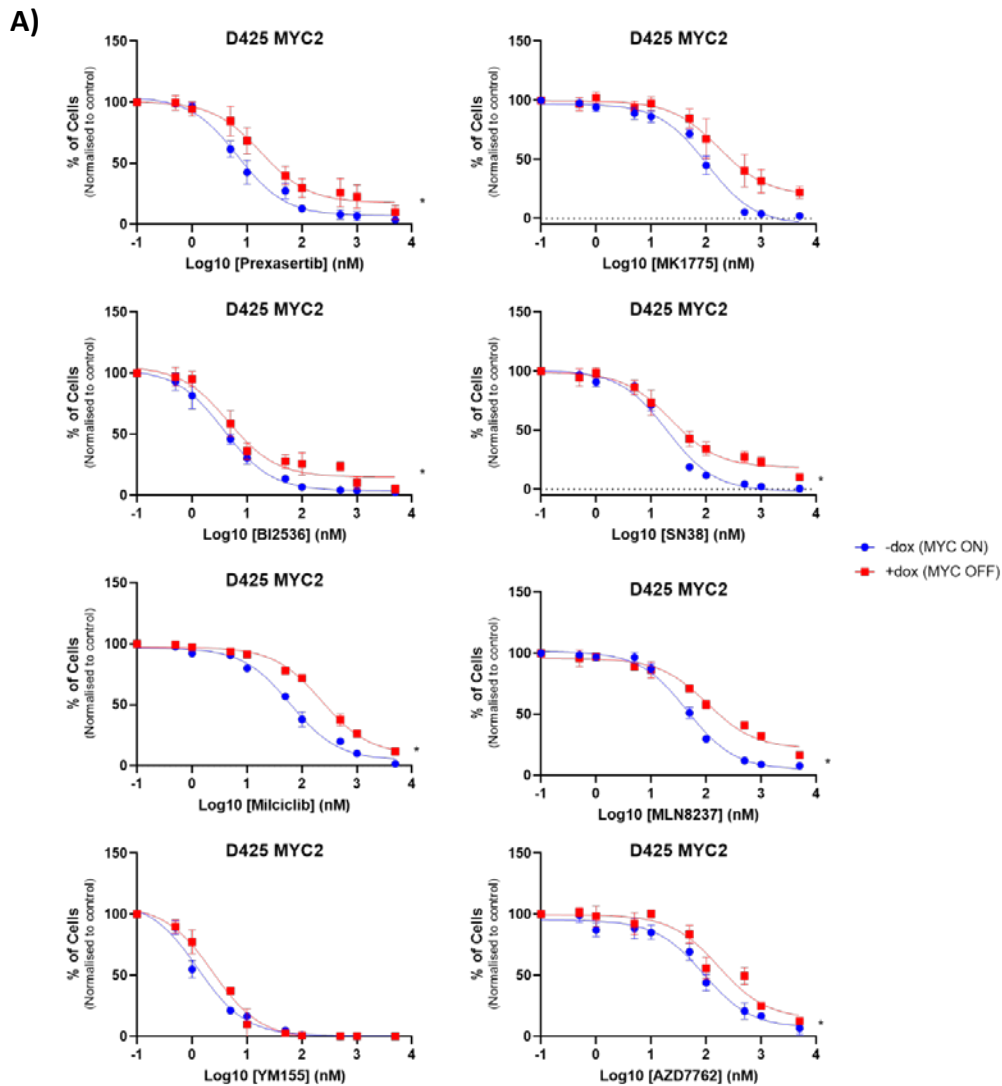 A)
D425 MYC2
% of Cells
(Normalised to control)
150
100
50
0
-1 0 1 2 3 4
Log10 [Prexasertib] (nM)
*
D425 MYC2
% of Cells
(Normalised to control)
150
100
50
0
-1 0 1 2 3 4
Log10 [MK1775] (nM)
*
D425 MYC2
% of Cells
(Normalised to control)
150
100
50
0
-1 0 1 2 3 4
Log10 [BI2536] (nM)
*
D425 MYC2
% of Cells
(Normalised to control)
150
100
50
0
-1 0 1 2 3 4
Log10 [SN38] (nM)
*
-dox (MYC ON)
+dox (MYC OFF)
D425 MYC2
% of Cells
(Normalised to control)
150
100
50
0
-1 0 1 2 3 4
Log10 [Milciclib] (nM)
*
D425 MYC2
% of Cells
(Normalised to control)
150
100
50
0
-1 0 1 2 3 4
Log10 [MLN8237] (nM)
*
D425 MYC2
% of Cells
(Normalised to control)
150
100
50
0
-1 0 1 2 3 4
Log10 [YM155] (nM)
D425 MYC2
% of Cells
(Normalised to control)
150
100
50
0
-1 0 1 2 3 4
Log10 [AZD7762] (nM)
*